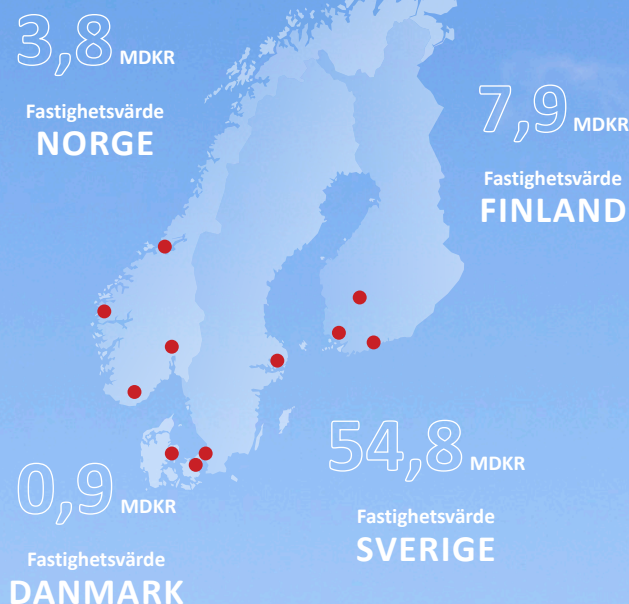 3,8 MDKR
Fastighetsvärde
NORGE
7,9 MDKR
Fastighetsvärde
FINLAND
54,8 MDKR
Fastighetsvärde
SVERIGE
0,9 MDKR
Fastighetsvärde
DANMARK